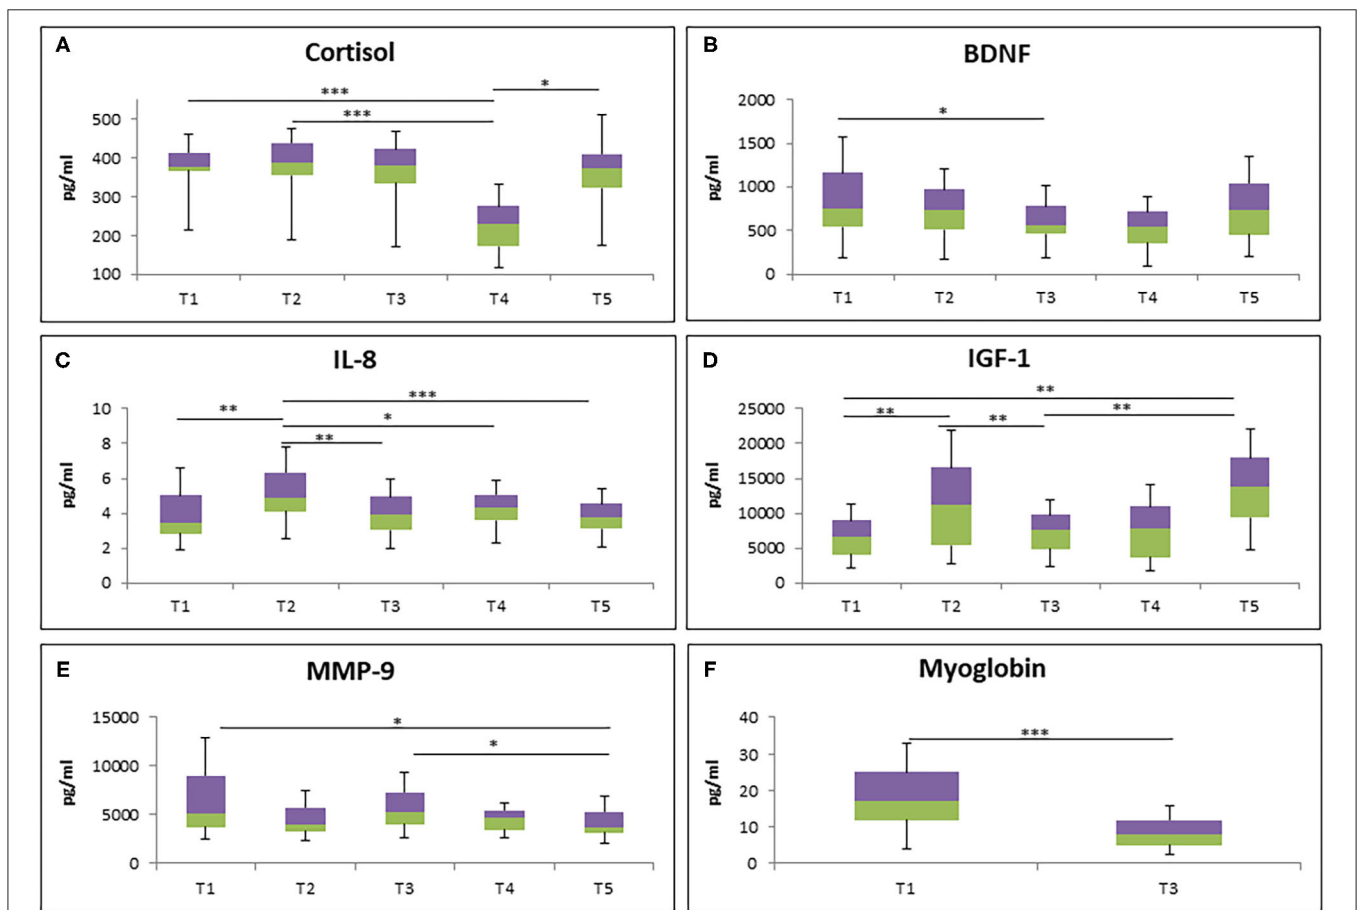 A
Cortisol
***
*
***
500
400
300
200
100
pg/ml
T1 T2 T3 T4 T5
B
BDNF
*
2000
1500
1000
500
0
pg/ml
T1 T2 T3 T4 T5
C
IL-8
***
**
*
**
10
8
6
4
2
0
pg/ml
T1 T2 T3 T4 T5
D
IGF-1
**
**
**
**
25000
20000
15000
10000
5000
0
pg/ml
T1 T2 T3 T4 T5
E
MMP-9
*
*
15000
10000
5000
0
pg/ml
T1 T2 T3 T4 T5
F
Myoglobin
***
40
30
20
10
0
pg/ml
T1 T3